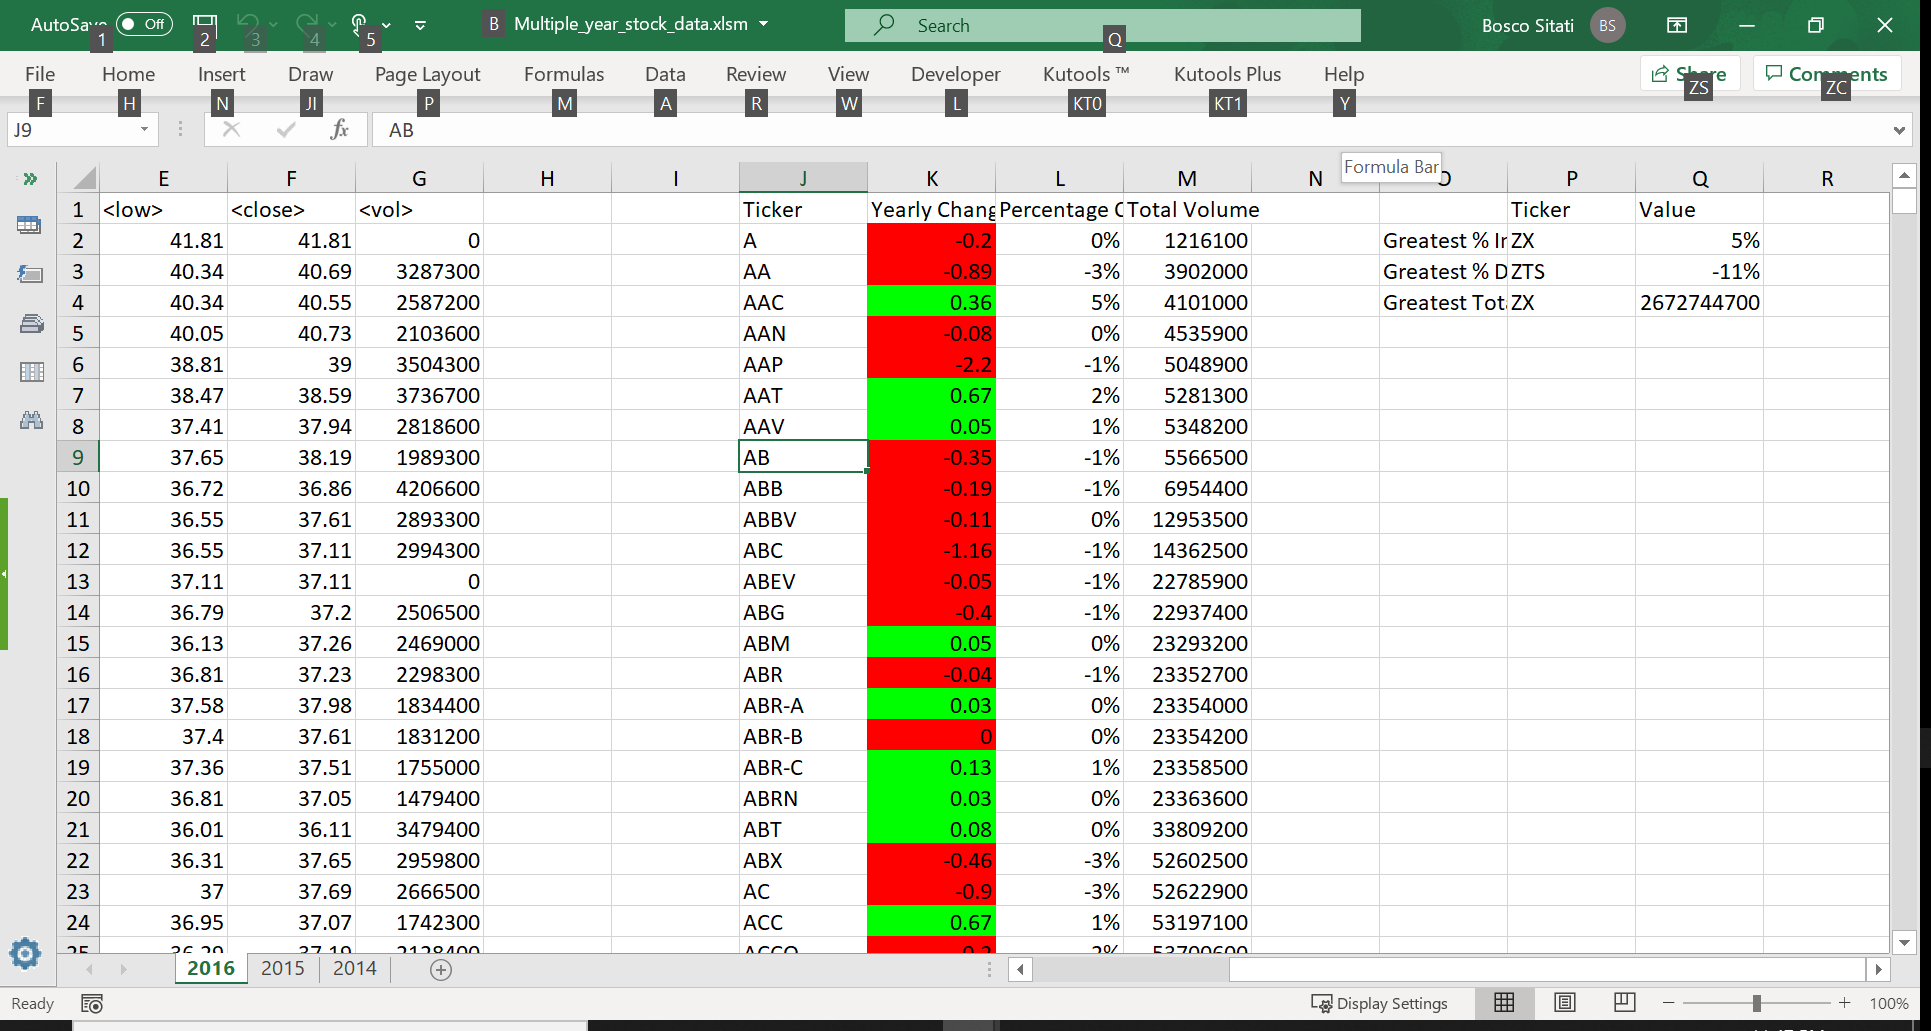 AutoSave Off Multiple_year_stock_data.xlsm Search Bosco Sitati BS
1 2 3 4 5 B Q
File Home Insert Draw Page Layout Formulas Data Review View Developer Kutools ™ Kutools Plus Help Share Comments
F H N JI P M A R W L KT0 KT1 Y ZS ZC
J9 fx AB
Formula Bar
E F G H I J K L M N O P Q R
1 <low> <close> <vol> Ticker Yearly Chang Percentage C Total Volume Ticker Value
2 41.81 41.81 0 A -0.2 0% 1216100 Greatest % In ZX 5%
3 40.34 40.69 3287300 AA -0.89 -3% 3902000 Greatest % D ZTS -11%
4 40.34 40.55 2587200 AAC 0.36 5% 4101000 Greatest Tota ZX 2672744700
5 40.05 40.73 2103600 AAN -0.08 0% 4535900
6 38.81 39 3504300 AAP -2.2 -1% 5048900
7 38.47 38.59 3736700 AAT 0.67 2% 5281300
8 37.41 37.94 2818600 AAV 0.05 1% 5348200
9 37.65 38.19 1989300 AB -0.35 -1% 5566500
10 36.72 36.86 4206600 ABB -0.19 -1% 6954400
11 36.55 37.61 2893300 ABBV -0.11 0% 12953500
12 36.55 37.11 2994300 ABC -1.16 -1% 14362500
13 37.11 37.11 0 ABEV -0.05 -1% 22785900
14 36.79 37.2 2506500 ABG -0.4 -1% 22937400
15 36.13 37.26 2469000 ABM 0.05 0% 23293200
16 36.81 37.23 2298300 ABR -0.04 -1% 23352700
17 37.58 37.98 1834400 ABR-A 0.03 0% 23354000
18 37.4 37.61 1831200 ABR-B 0 0% 23354200
19 37.36 37.51 1755000 ABR-C 0.13 1% 23358500
20 36.81 37.05 1479400 ABRN 0.03 0% 23363600
21 36.01 36.11 3479400 ABT 0.08 0% 33809200
22 36.31 37.65 2959800 ABX -0.46 -3% 52602500
23 37 37.69 2666500 AC -0.9 -3% 52622900
24 36.95 37.07 1742300 ACC 0.67 1% 53197100
25
2016 2015 2014
Ready Display Settings 100%